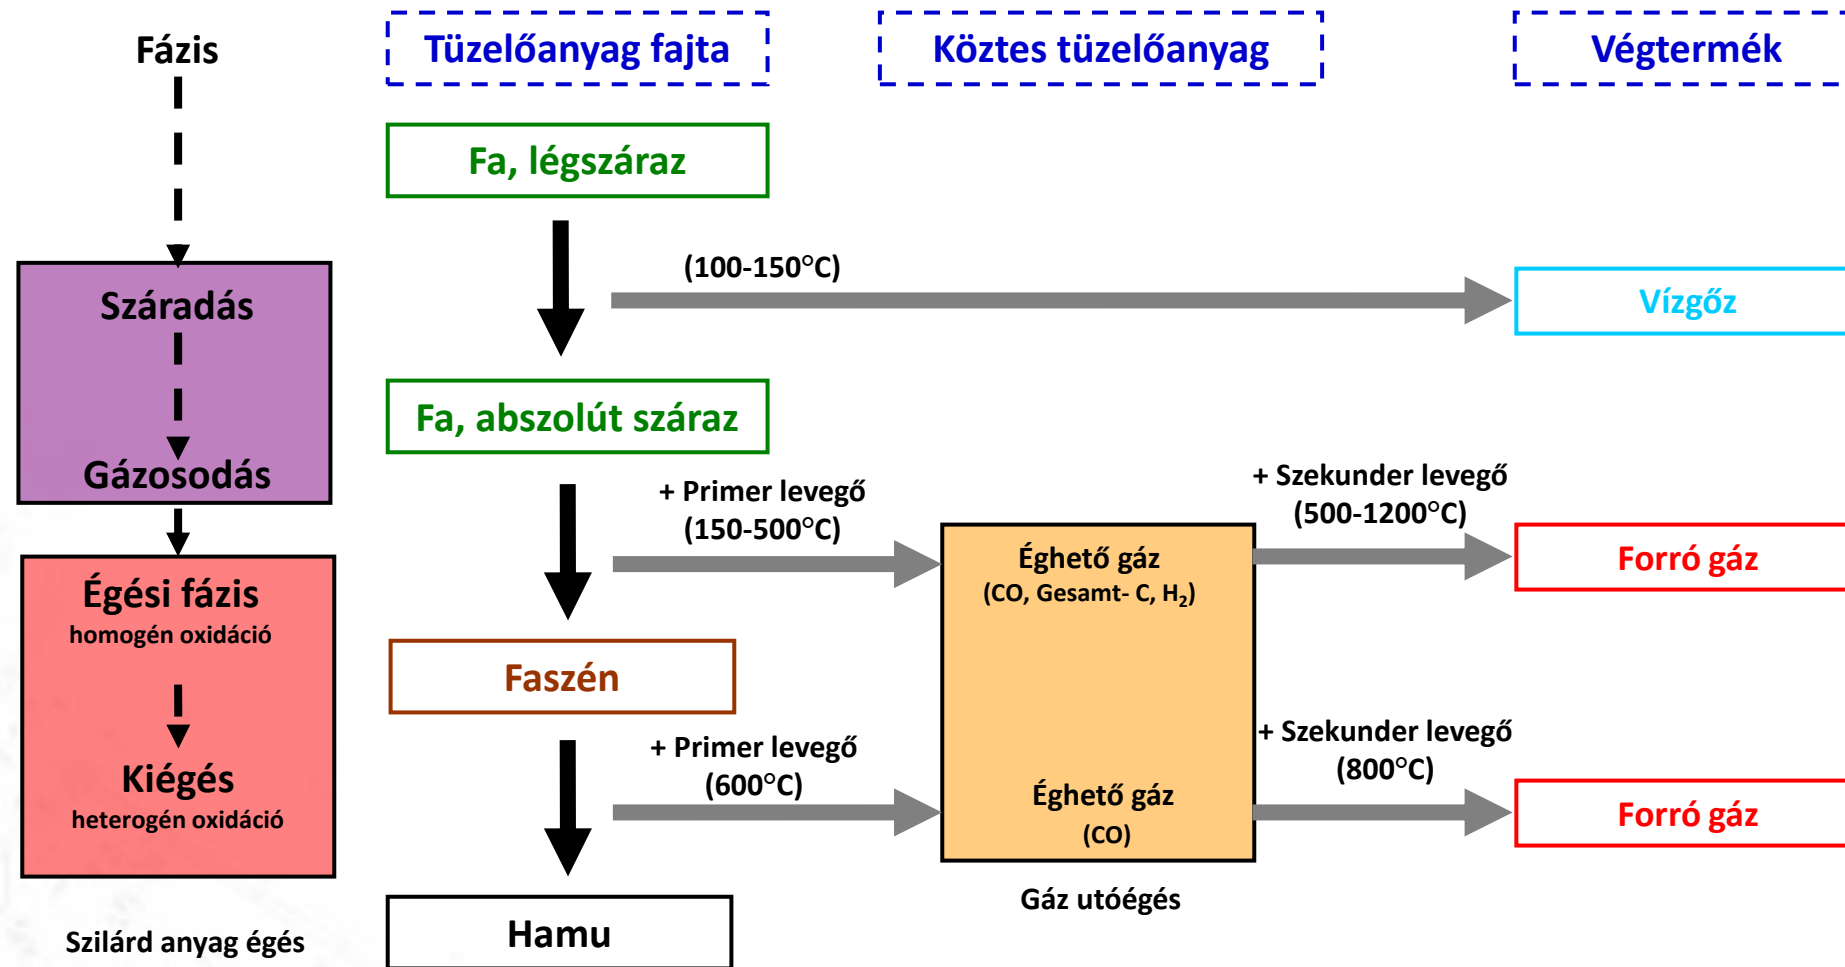 Fázis
Tüzelőanyag fajta
Köztes tüzelőanyag
Végtermék
Fa, légszáraz
(100-150°C)
Száradás
Vízgőz
Fa, abszolút száraz
Gázosodás
+ Primer levegő
(150-500°C)
+ Szekunder levegő
(500-1200°C)
Égési fázis
homogén oxidáció
Éghető gáz
(CO, Gesamt- C, H₂)
Forró gáz
Faszén
Kiégés
heterogén oxidáció
+ Primer levegő
(600°C)
+ Szekunder levegő
(800°C)
Éghető gáz
(CO)
Forró gáz
Gáz utóégés
Szilárd anyag égés
Hamu